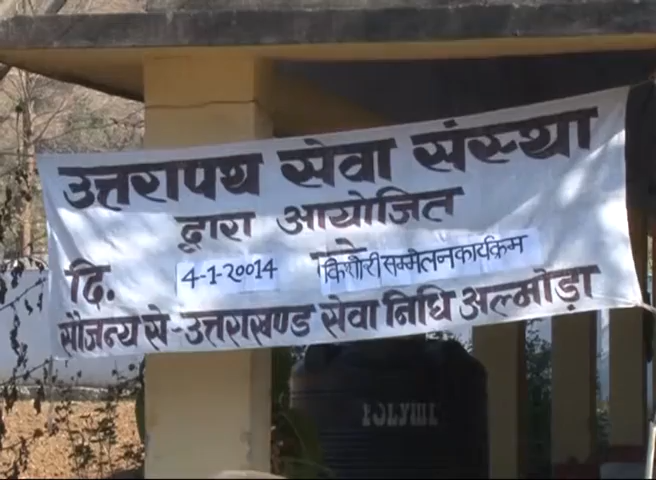 उत्तरापथ सेवा संस्था
द्वारा आयोजित
दि. 4-1-20014 किशोरी सम्मेलन कार्यक्रम
सौजन्य से - उत्तराखण्ड सेवा निधि अल्मोड़ा